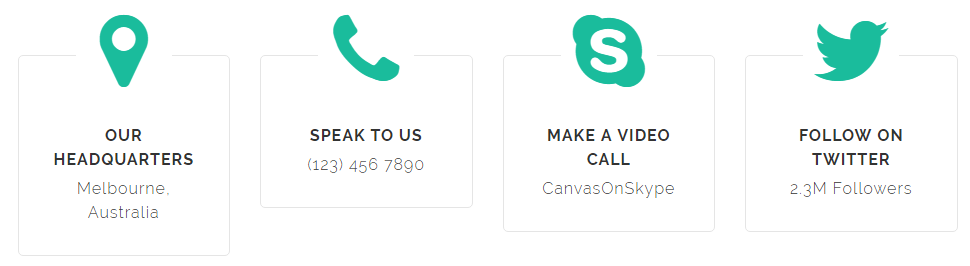 OUR
HEADQUARTERS
Melbourne,
Australia
SPEAK TO US
(123) 456 7890
MAKE A VIDEO
CALL
CanvasOnSkype
FOLLOW ON
TWITTER
2.3M Followers